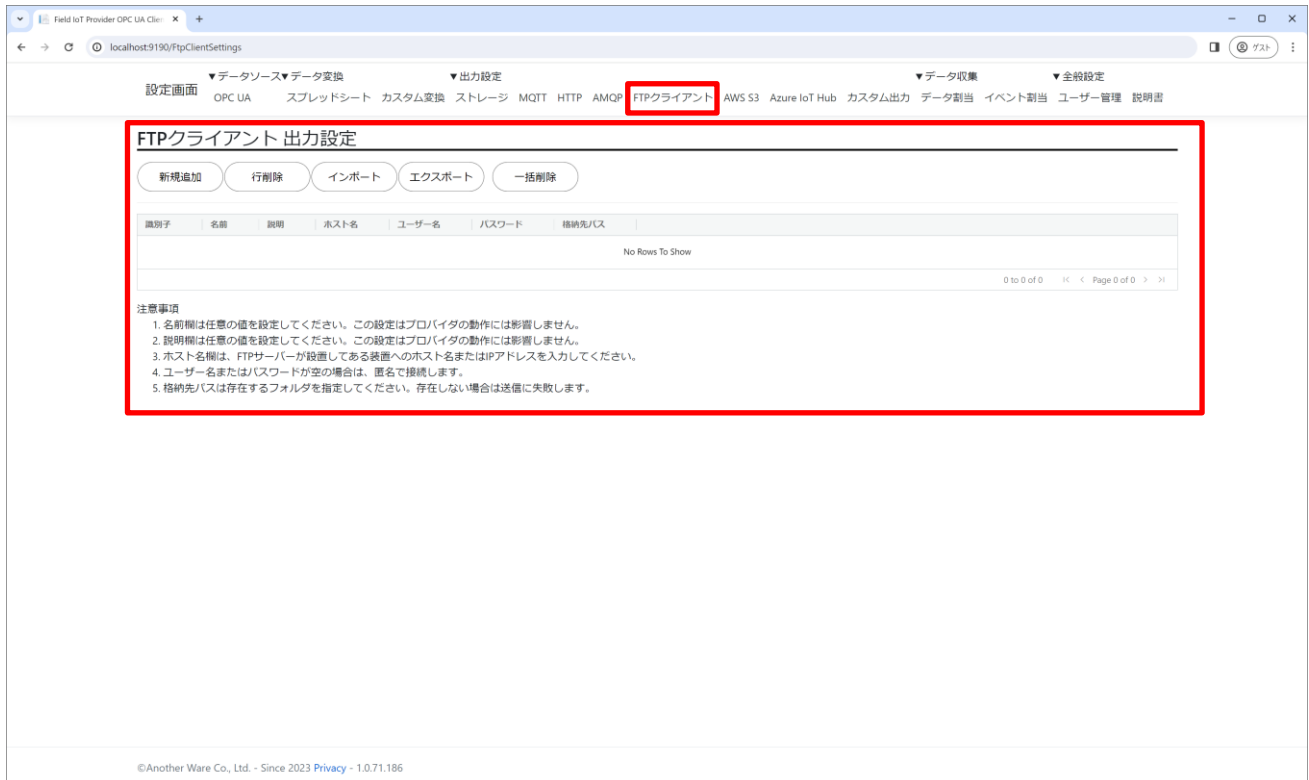 Field IoT Provider OPC UA Clien
localhost:9190/FtpClientSettings
ゲスト
設定画面
▼データソース▼データ変換 ▼出力設定 ▼データ収集 ▼全般設定
OPC UA スプレッドシート カスタム変換 ストレージ MQTT HTTP AMQP FTPクライアント AWS S3 Azure IoT Hub カスタム出力 データ割当 イベント割当 ユーザー管理 説明書
FTPクライアント 出力設定
新規追加 行削除 インポート エクスポート 一括削除
識別子 名前 説明 ホスト名 ユーザー名 パスワード 格納先パス
No Rows To Show
0 to 0 of 0 Page 0 of 0
注意事項
1. 名前欄は任意の値を設定してください。この設定はプロバイダの動作には影響しません。
2. 説明欄は任意の値を設定してください。この設定はプロバイダの動作には影響しません。
3. ホスト名欄は、FTPサーバーが設置してある装置へのホスト名またはIPアドレスを入力してください。
4. ユーザー名またはパスワードが空の場合は、匿名で接続します。
5. 格納先パスは存在するフォルダを指定してください。存在しない場合は送信に失敗します。
©Another Ware Co., Ltd. - Since 2023 Privacy - 1.0.71.186